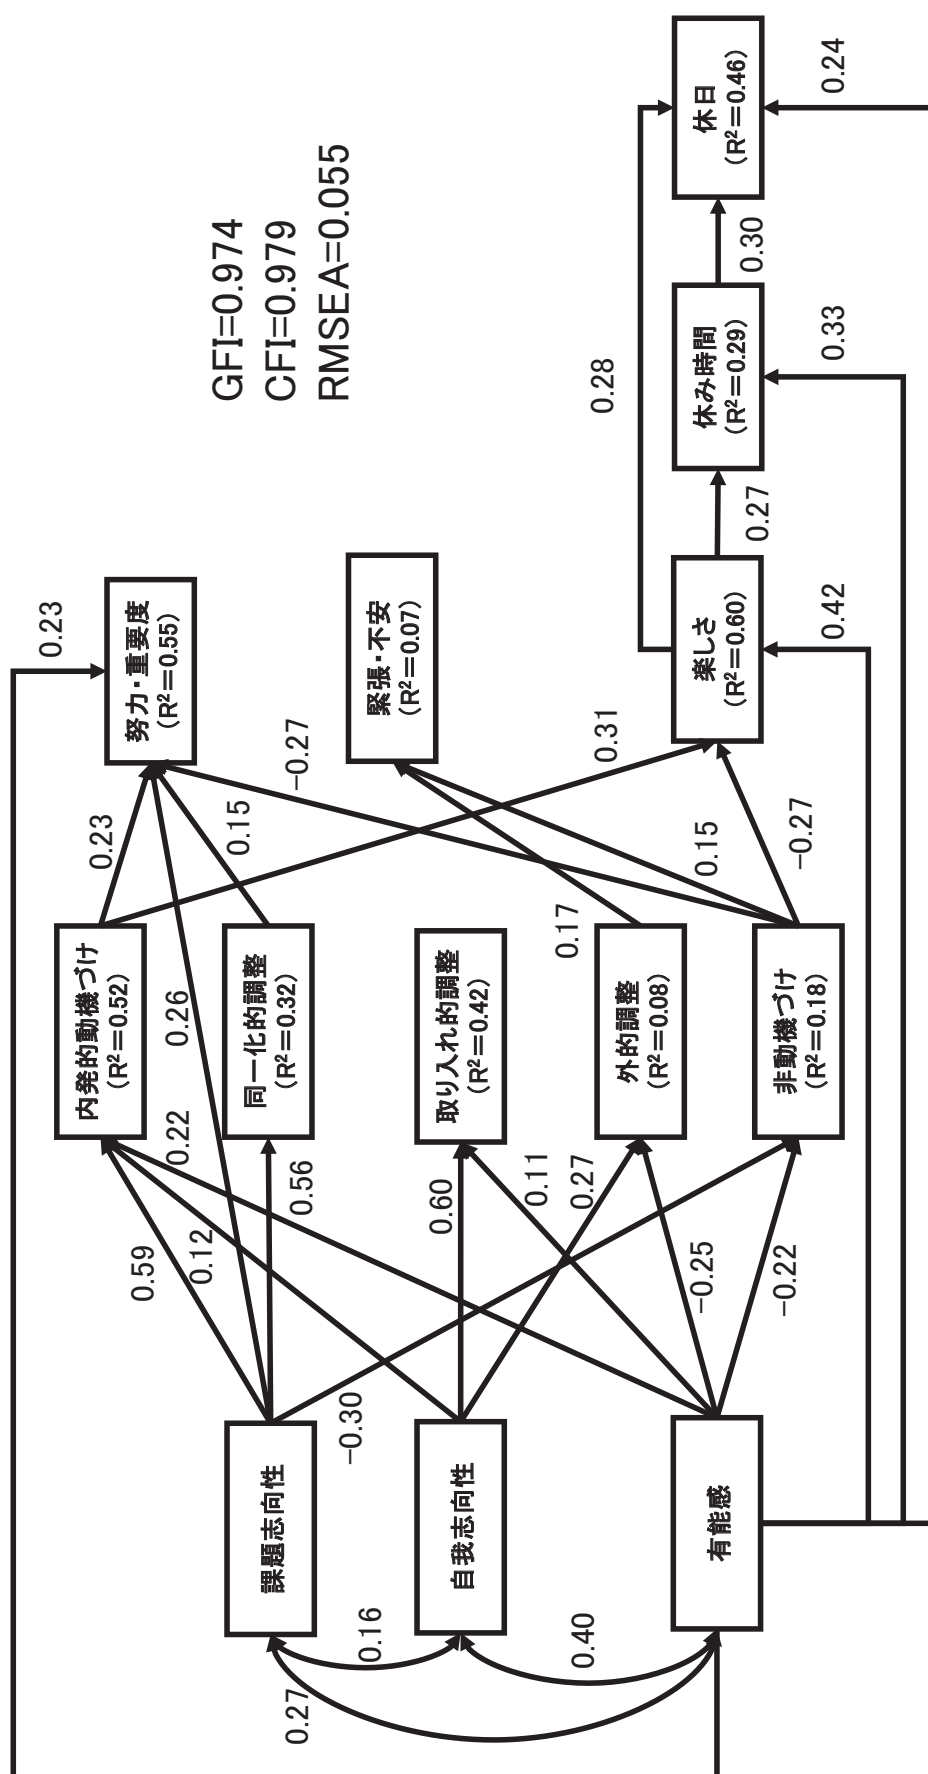 GFI=0.974
CFI=0.979
RMSEA=0.055
課題志向性
自我志向性
有能感
内発的動機づけ
(R²=0.52)
同一化的調整
(R²=0.32)
取り入れ的調整
(R²=0.42)
外的調整
(R²=0.08)
非動機づけ
(R²=0.18)
努力・重要度
(R²=0.55)
緊張・不安
(R²=0.07)
楽しさ
(R²=0.60)
休み時間
(R²=0.29)
休日
(R²=0.46)
0.27
0.16
0.40
0.59
0.12
0.22
0.26
0.56
−0.30
0.60
0.11
0.27
−0.25
−0.22
0.23
0.15
0.23
−0.27
0.31
0.17
0.15
−0.27
0.42
0.27
0.28
0.33
0.30
0.24